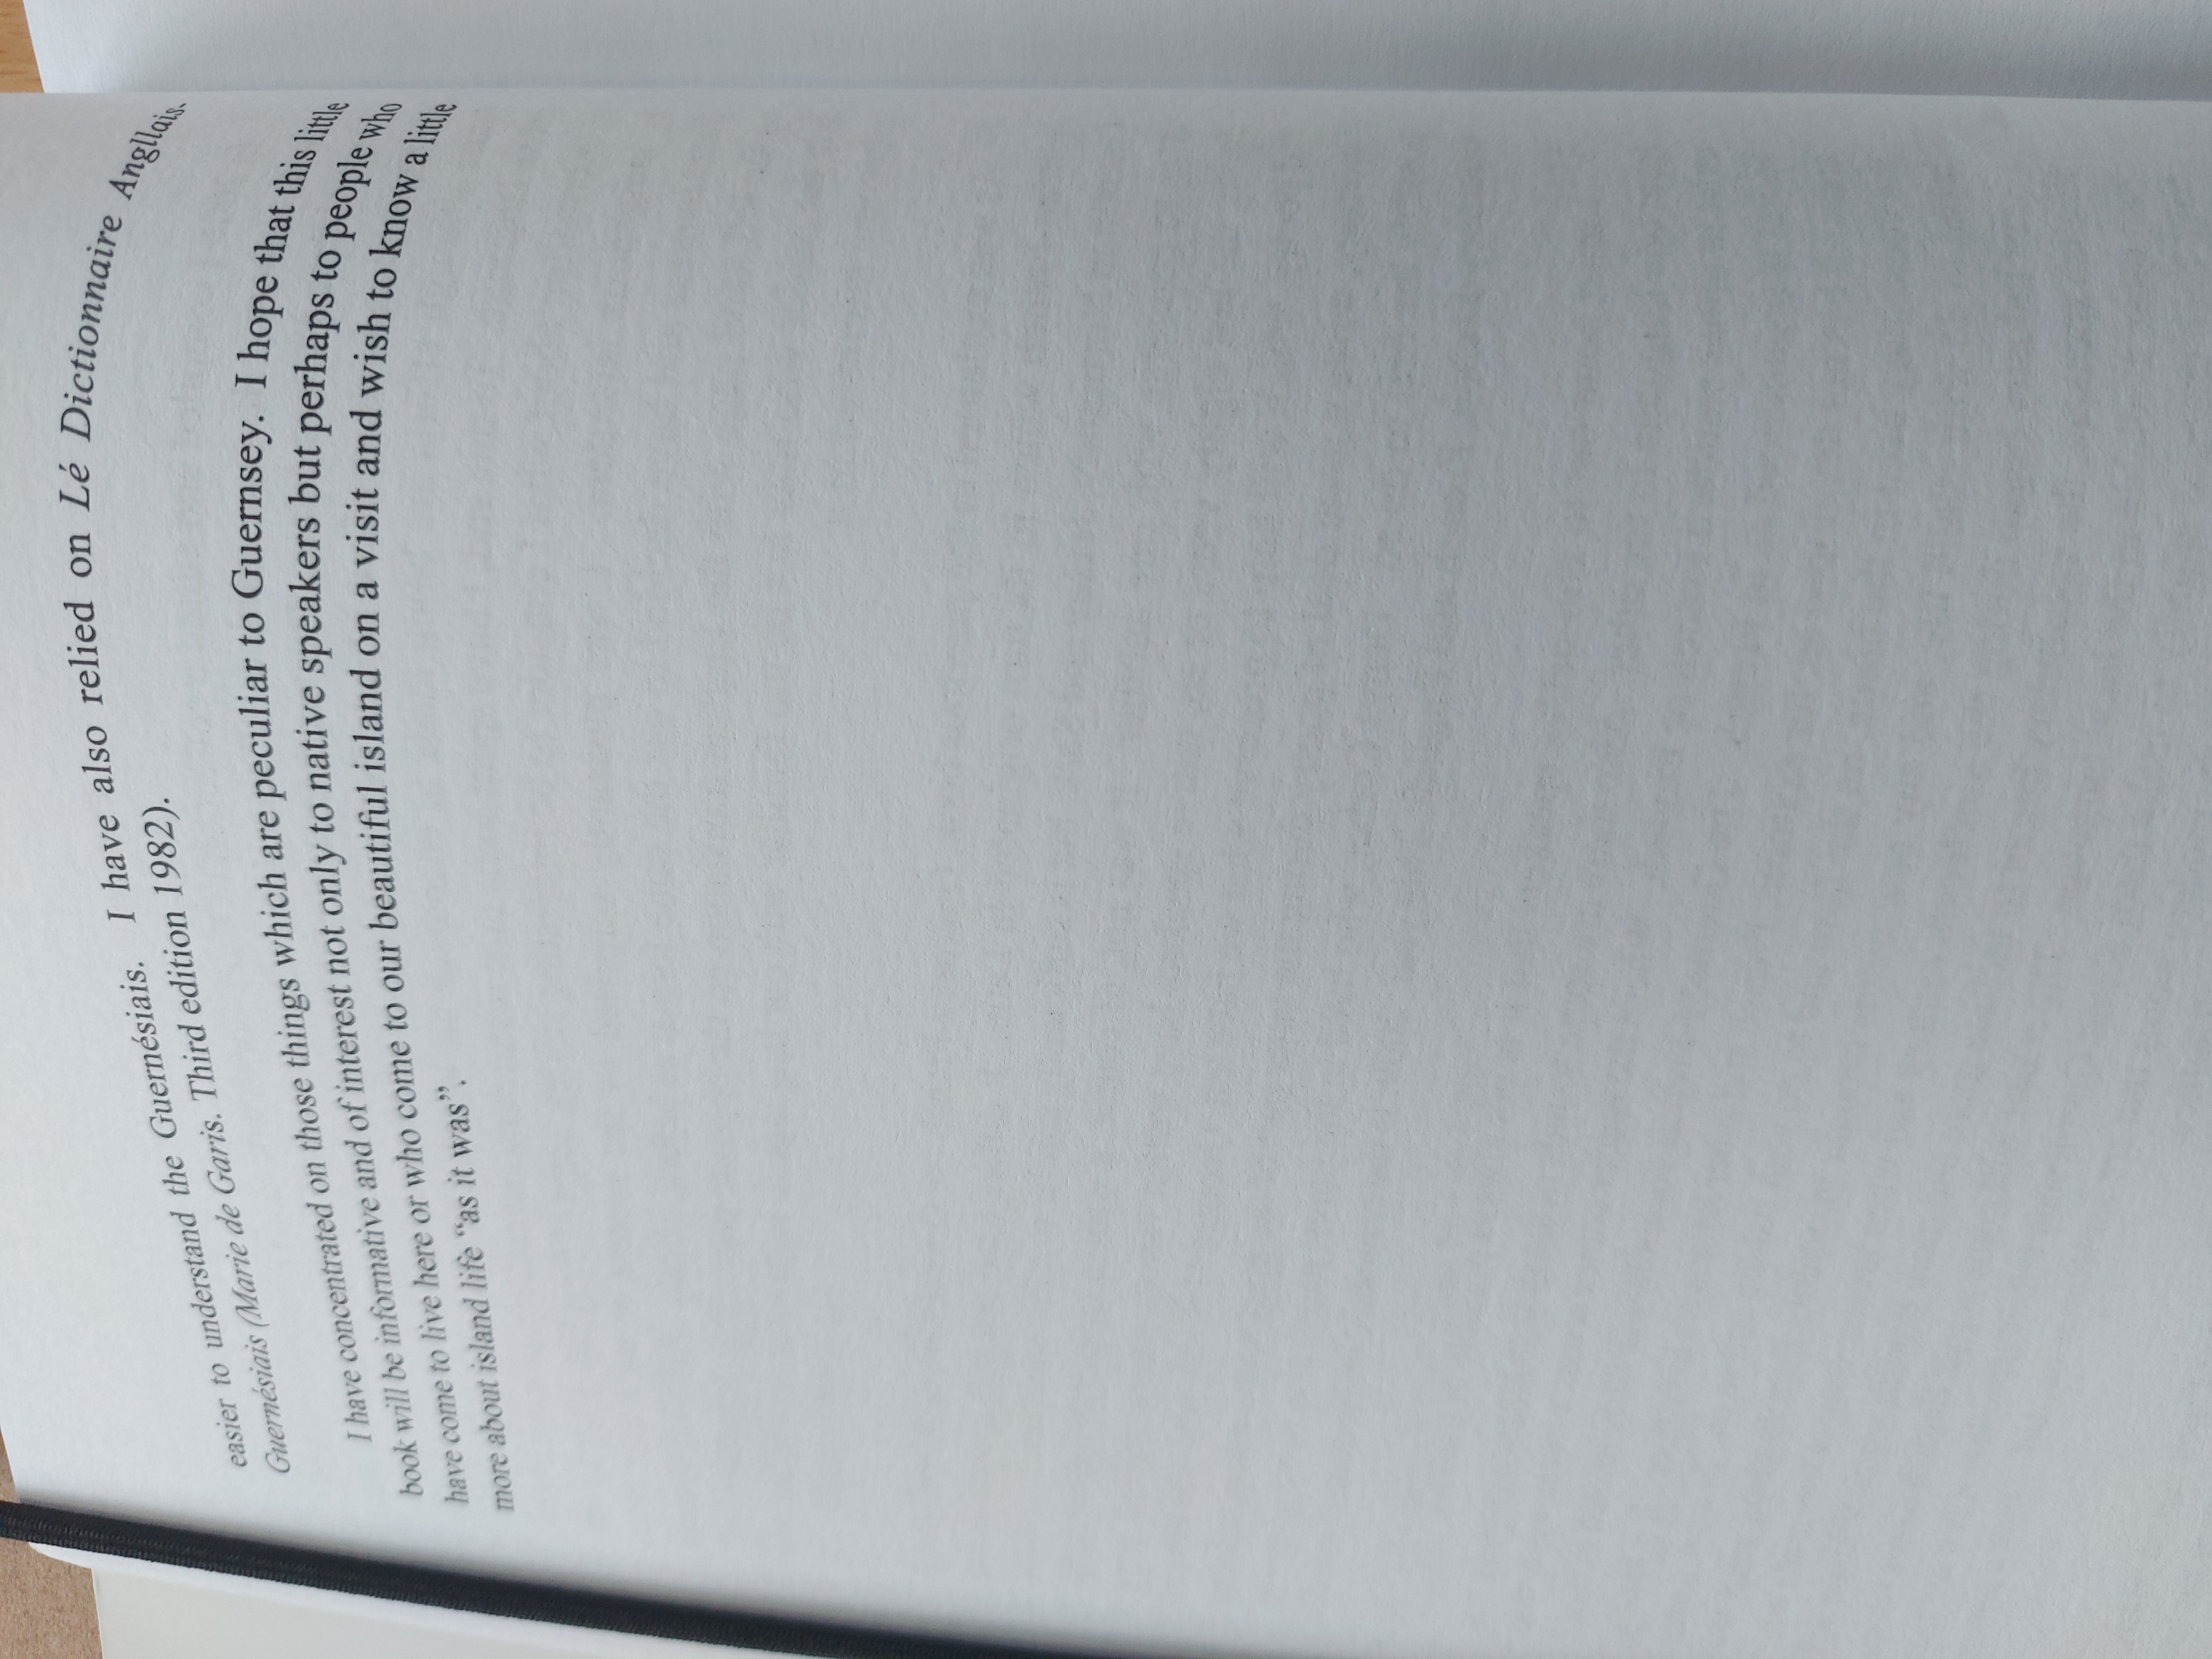 easier to understand the Guernésiais. I have also relied on Lé Dictionnaire Angllais-
Guernésiais (Marie de Garis. Third edition 1982).
I have concentrated on those things which are peculiar to Guernsey. I hope that this little
book will be informative and of interest not only to native speakers but perhaps to people who
have come to live here or who come to our beautiful island on a visit and wish to know a little
more about island life “as it was”.